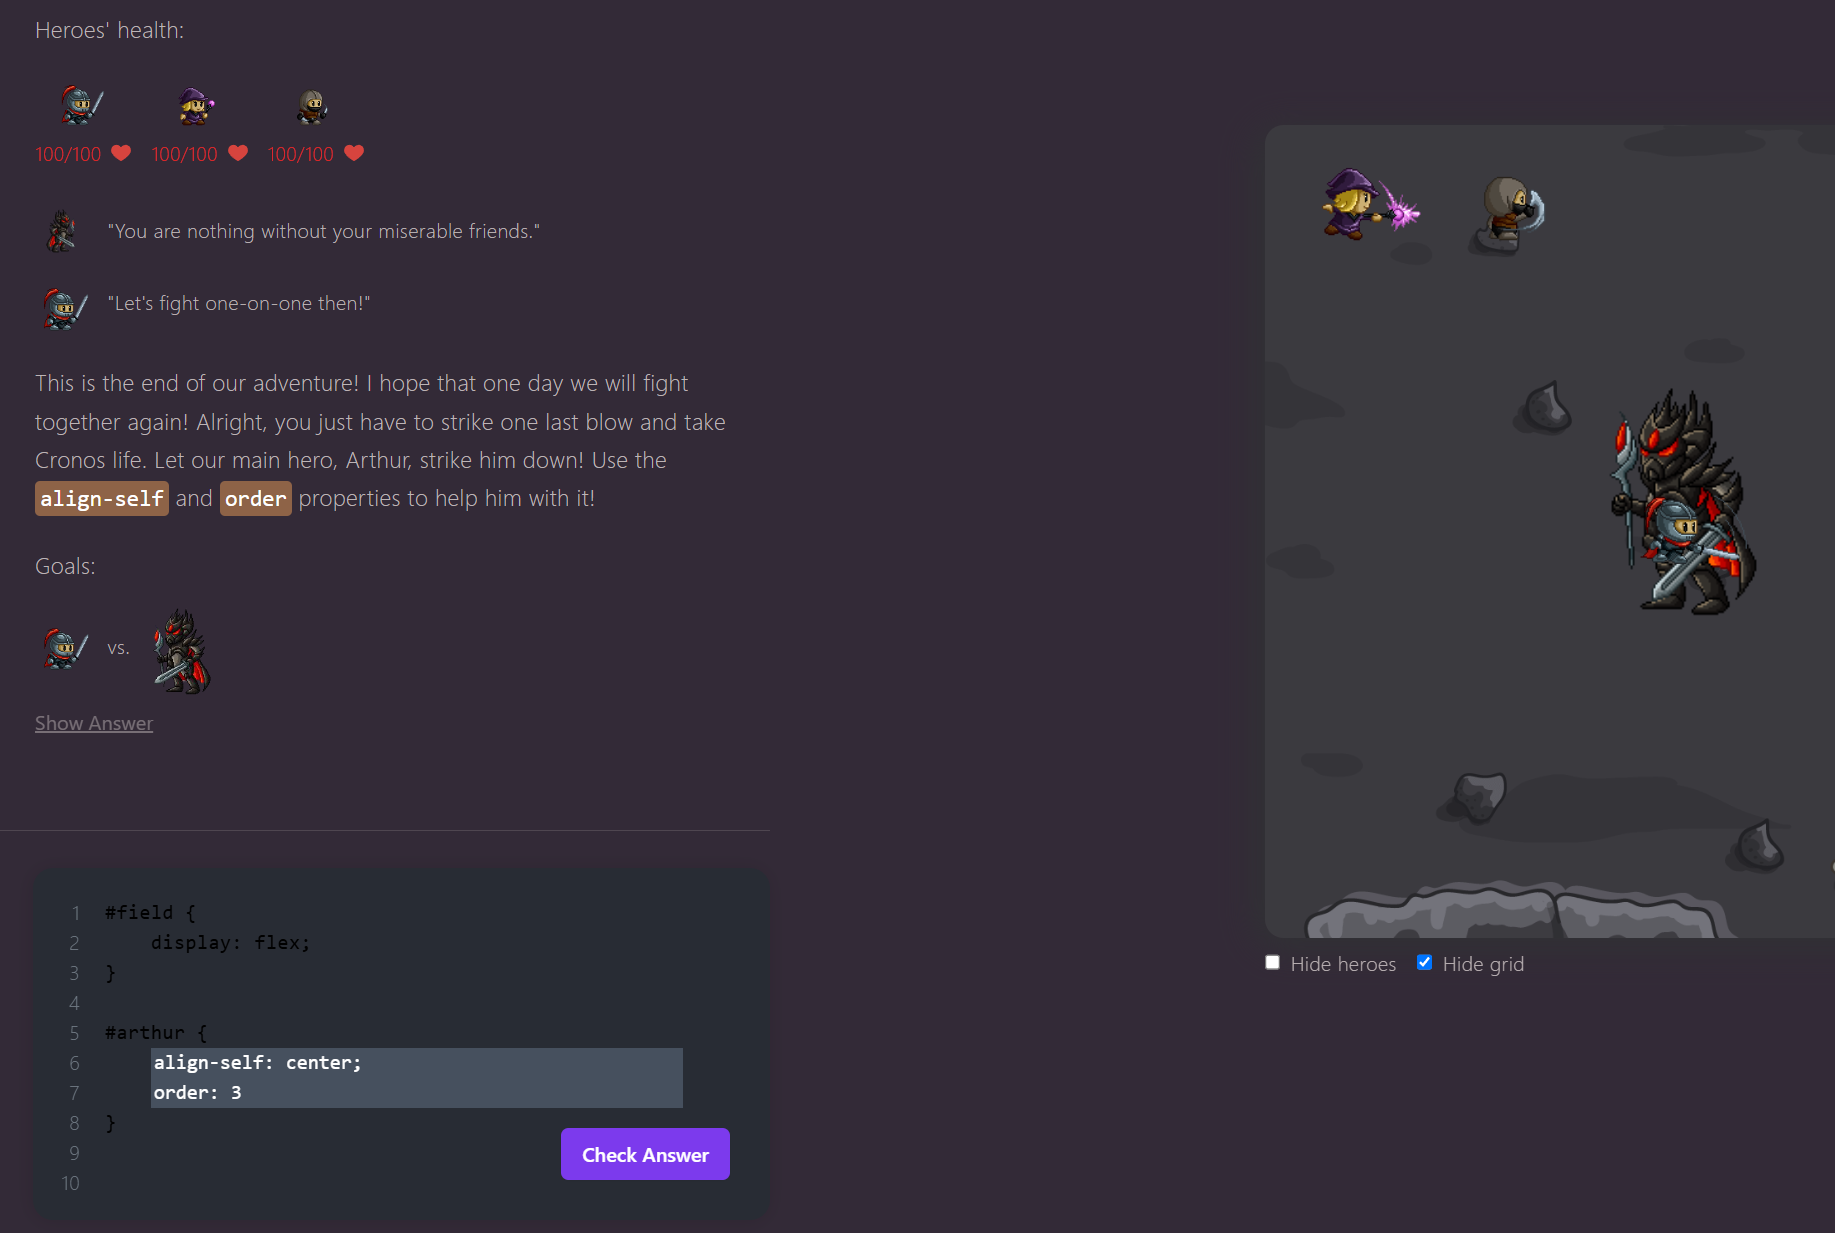 Heroes' health:
100/100 100/100 100/100
"You are nothing without your miserable friends."
"Let's fight one-on-one then!"
This is the end of our adventure! I hope that one day we will fight
together again! Alright, you just have to strike one last blow and take
Cronos life. Let our main hero, Arthur, strike him down! Use the
align-self and order properties to help him with it!
Goals:
vs.
Show Answer
1 #field {
2 display: flex;
3 }
4
5 #arthur {
6 align-self: center;
7 order: 3
8 }
9
10
Check Answer
Hide heroes Hide grid